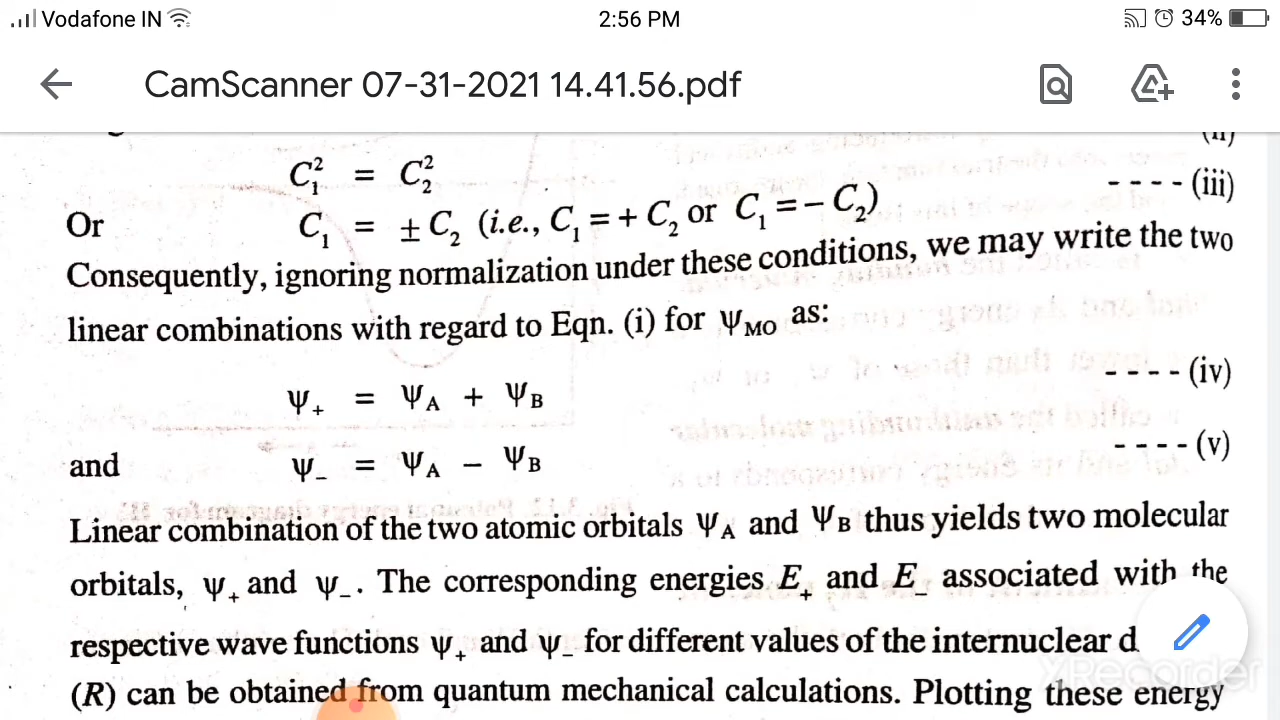 Vodafone IN 2:56 PM 34%
CamScanner 07-31-2021 14.41.56.pdf
(ii)
C₁² = C₂² ---- (iii)
Or C₁ = ± C₂ (i.e., C₁ = + C₂ or C₁ = – C₂)
Consequently, ignoring normalization under these conditions, we may write the two
linear combinations with regard to Eqn. (i) for ψMO as:
ψ₊ = ψA + ψB ---- (iv)
and ψ₋ = ψA – ψB ---- (v)
Linear combination of the two atomic orbitals ψA and ψB thus yields two molecular
orbitals, ψ₊ and ψ₋. The corresponding energies E₊ and E₋ associated with the
respective wave functions ψ₊ and ψ₋ for different values of the internuclear d
(R) can be obtained from quantum mechanical calculations. Plotting these energy
XRecorder